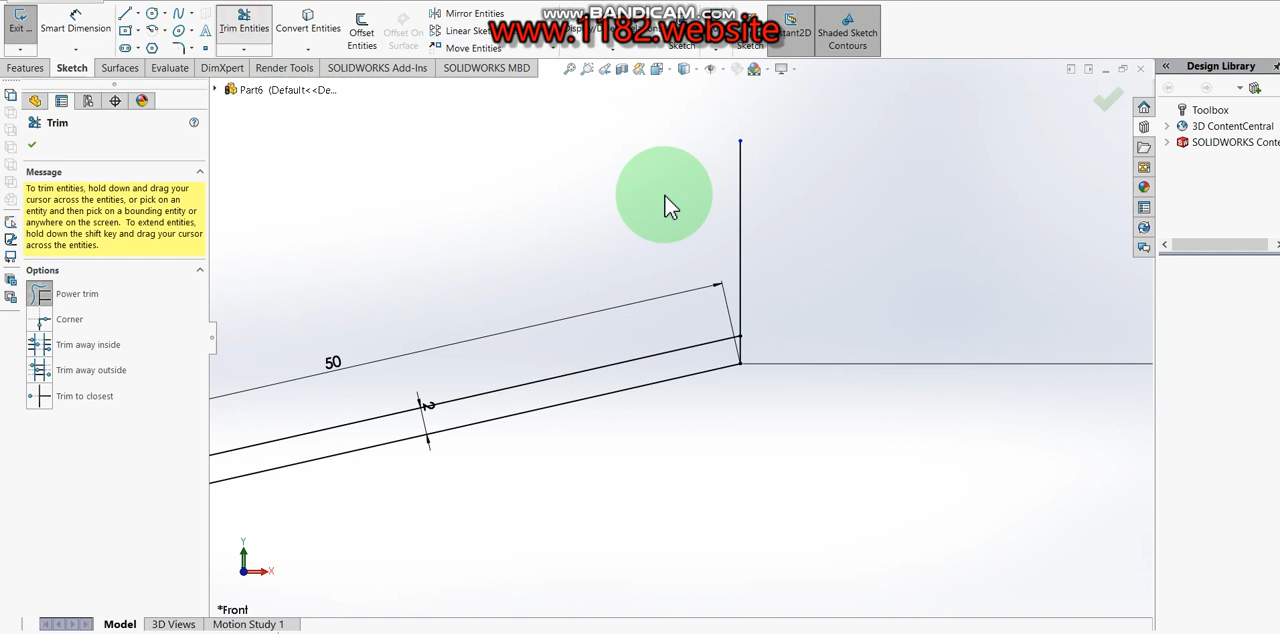 www.BANDICAM.com
www.1182.website
Exit ...
Smart Dimension
Trim Entities
Convert Entities
Offset Entities
Offset On Surface
Mirror Entities
Linear Sk
Move Entities
Sketch
Sketch
Instant2D
Shaded Sketch Contours
Features
Sketch
Surfaces
Evaluate
DimXpert
Render Tools
SOLIDWORKS Add-Ins
SOLIDWORKS MBD
Design Library
Part6 (Default<<De...
Toolbox
3D ContentCentral
SOLIDWORKS Conte
Trim
Message
To trim entities, hold down and drag your
cursor across the entities, or pick on an
entity and then pick on a bounding entity or
anywhere on the screen. To extend entities,
hold down the shift key and drag your cursor
across the entities.
Options
Power trim
Corner
Trim away inside
Trim away outside
Trim to closest
50
2
Y
X
*Front
Model
3D Views
Motion Study 1